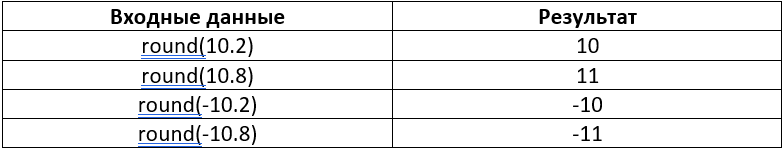 Входные данные Результат
round(10.2) 10
round(10.8) 11
round(-10.2) -10
round(-10.8) -11